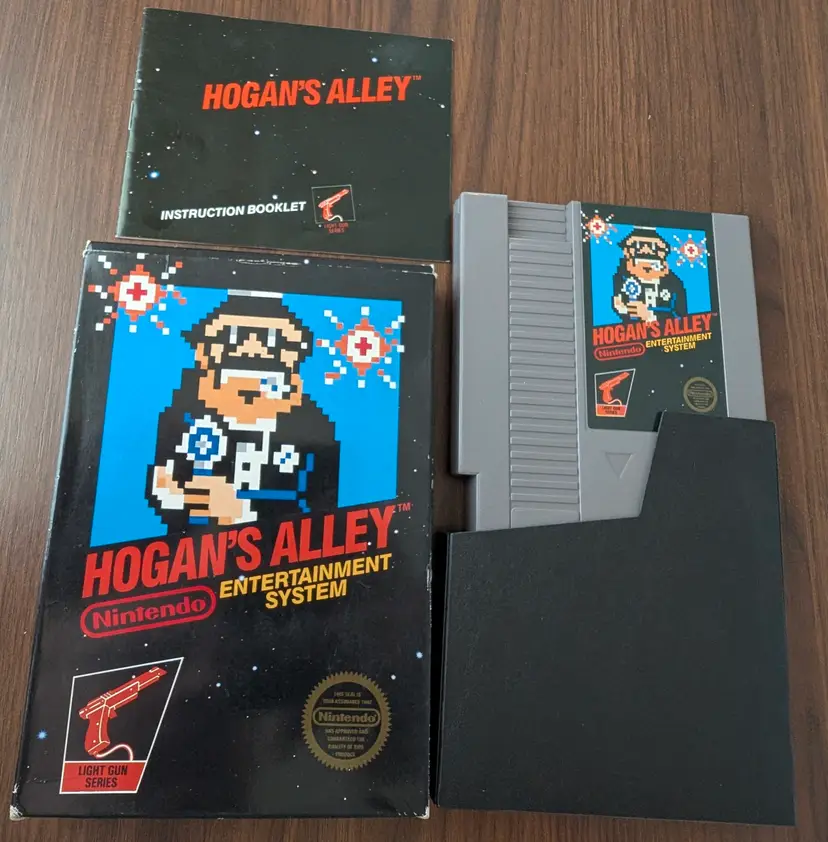 HOGAN'S ALLEY™
INSTRUCTION BOOKLET
LIGHT GUN
SERIES
HOGAN'S ALLEY™
Nintendo
ENTERTAINMENT
SYSTEM
LIGHT GUN
SERIES
THIS SEAL IS
YOUR ASSURANCE THAT
Nintendo
HAS APPROVED AND
GUARANTEED THE
QUALITY OF THIS
PRODUCT
HOGAN'S ALLEY™
Nintendo
ENTERTAINMENT
SYSTEM
LIGHT GUN
SERIES